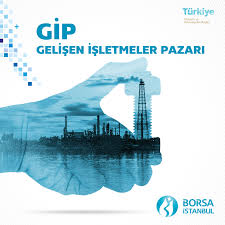 Türkiye
GİP
GELİŞEN İŞLETMELER PAZARI
BORSA
İSTANBUL